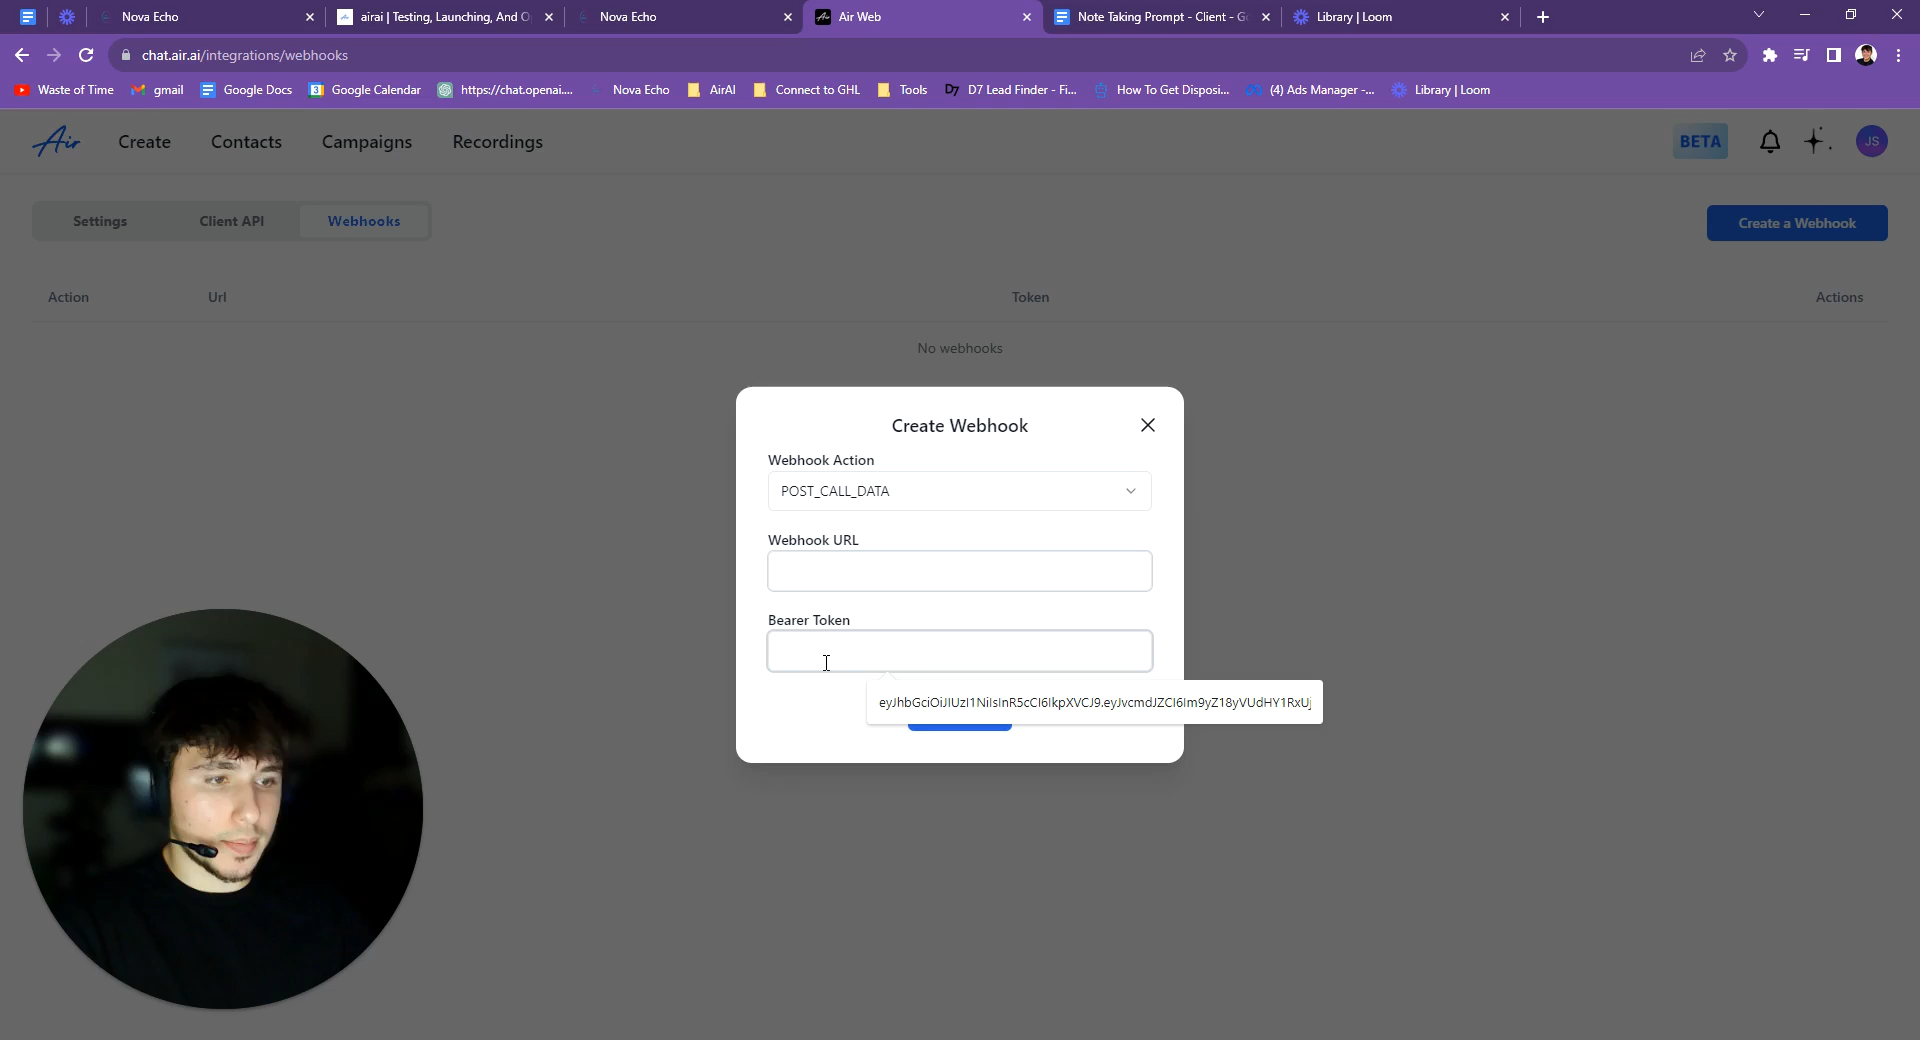 Nova Echo
airai | Testing, Launching, And O
Nova Echo
Air Web
Note Taking Prompt - Client - G
Library | Loom
chat.air.ai/integrations/webhooks
Waste of Time
gmail
Google Docs
Google Calendar
https://chat.openai....
Nova Echo
AirAI
Connect to GHL
Tools
D7 Lead Finder - Fi...
How To Get Disposi...
(4) Ads Manager -...
Library | Loom
Air
Create
Contacts
Campaigns
Recordings
BETA
JS
Settings
Client API
Webhooks
Create a Webhook
Action
Url
Token
Actions
No webhooks
Create Webhook
Webhook Action
POST_CALL_DATA
Webhook URL
Bearer Token